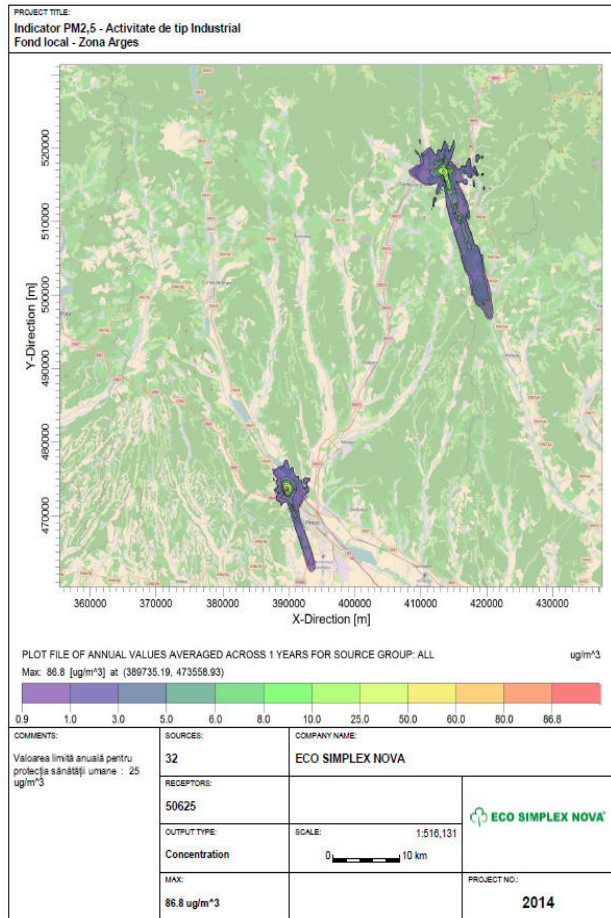 PROJECT TITLE:
Indicator PM2,5 - Activitate de tip Industrial
Fond local - Zona Arges
Y-Direction [m]
520000
510000
500000
490000
480000
470000
360000 370000 380000 390000 400000 410000 420000 430000
X-Direction [m]
PLOT FILE OF ANNUAL VALUES AVERAGED ACROSS 1 YEARS FOR SOURCE GROUP: ALL
ug/m^3
Max: 86.8 [ug/m^3] at (389735.19, 473558.93)
0.9 1.0 3.0 5.0 6.0 8.0 10.0 25.0 50.0 60.0 80.0 86.8
COMMENTS:
Valoarea limită anuală pentru
protecția sănătății umane : 25
ug/m^3
SOURCES:
32
COMPANY NAME:
ECO SIMPLEX NOVA
RECEPTORS:
50625
OUTPUT TYPE:
Concentration
SCALE:
1:516,131
0 10 km
ECO SIMPLEX NOVA
MAX:
86.8 ug/m^3
PROJECT NO.:
2014